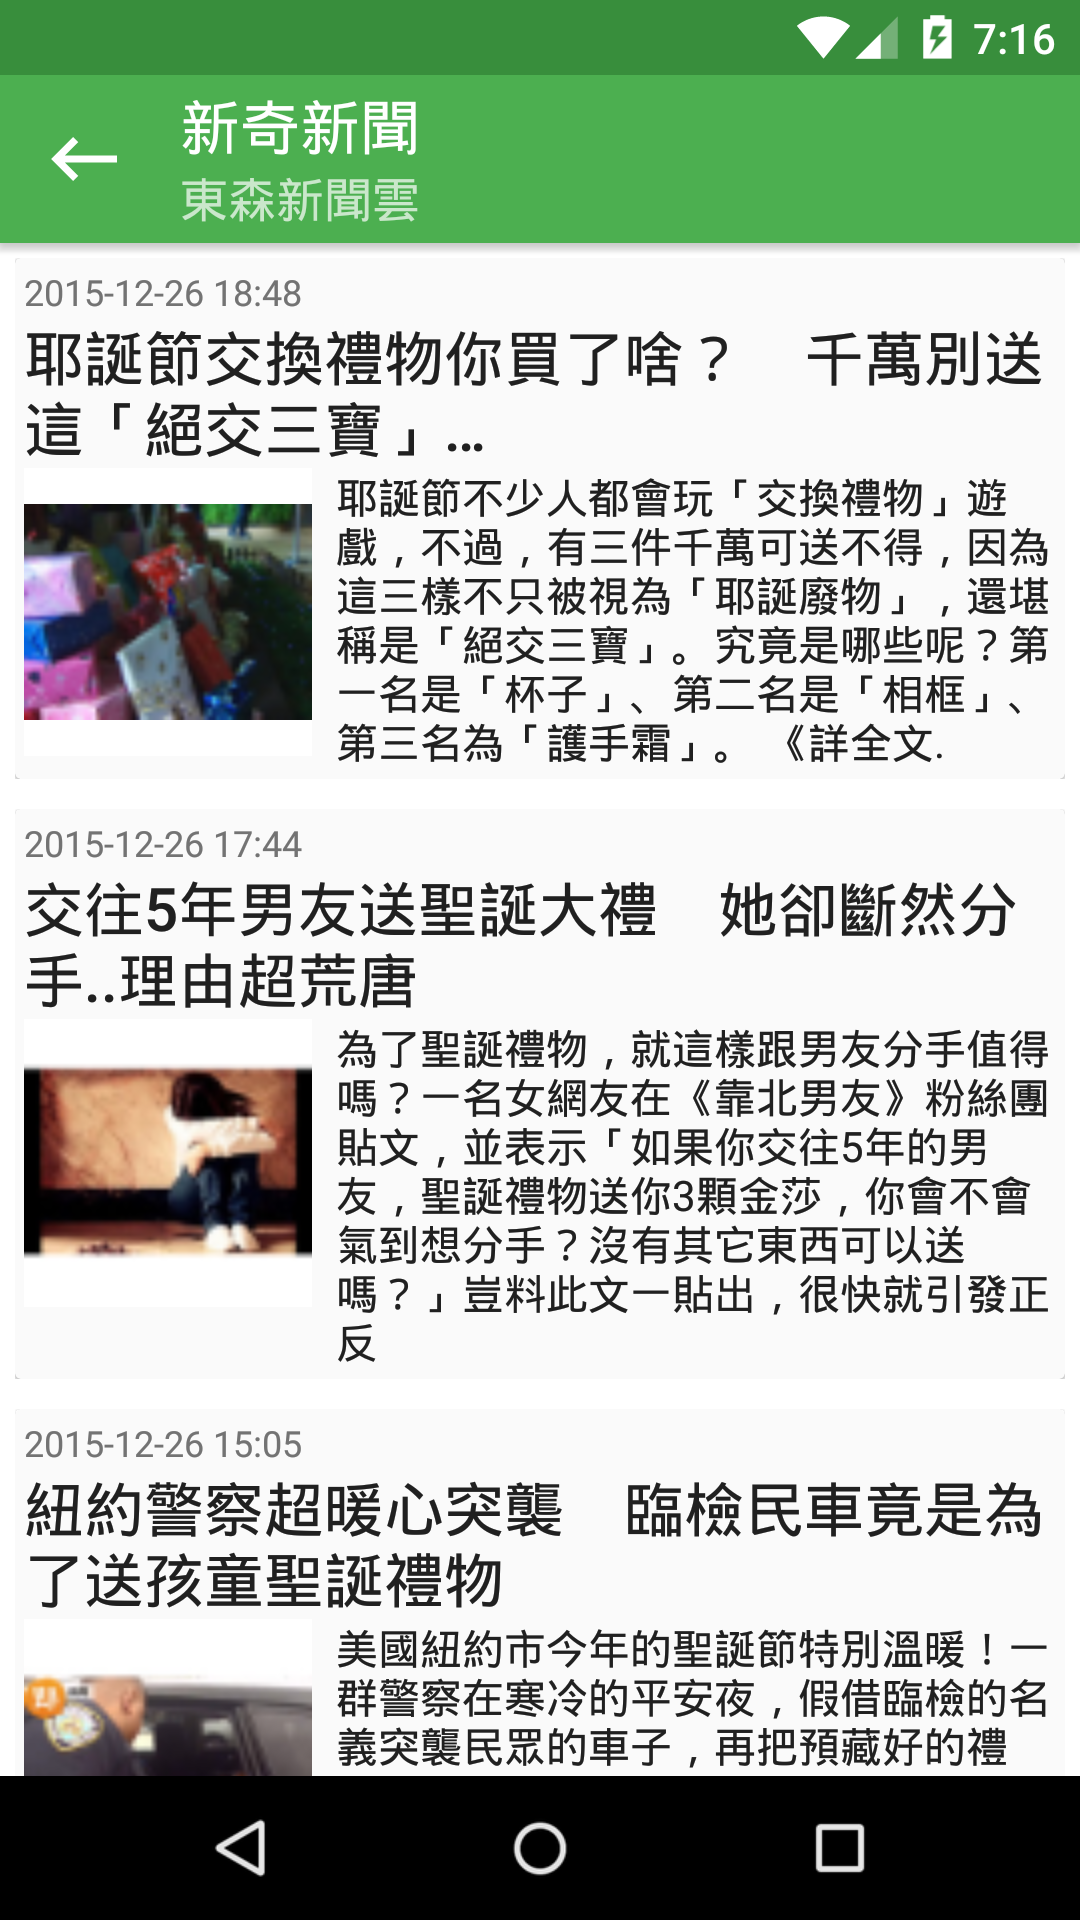 7:16
新奇新聞
東森新聞雲
2015-12-26 18:48
耶誕節交換禮物你買了啥？　千萬別送
這「絕交三寶」...
耶誕節不少人都會玩「交換禮物」遊
戲，不過，有三件千萬可送不得，因為
這三樣不只被視為「耶誕廢物」，還堪
稱是「絕交三寶」。究竟是哪些呢？第
一名是「杯子」、第二名是「相框」、
第三名為「護手霜」。 《詳全文.
2015-12-26 17:44
交往5年男友送聖誕大禮　她卻斷然分
手..理由超荒唐
為了聖誕禮物，就這樣跟男友分手值得
嗎？一名女網友在《靠北男友》粉絲團
貼文，並表示「如果你交往5年的男
友，聖誕禮物送你3顆金莎，你會不會
氣到想分手？沒有其它東西可以送
嗎？」豈料此文一貼出，很快就引發正
反
2015-12-26 15:05
紐約警察超暖心突襲　臨檢民車竟是為
了送孩童聖誕禮物
美國紐約市今年的聖誕節特別溫暖！一
群警察在寒冷的平安夜，假借臨檢的名
義突襲民眾的車子，再把預藏好的禮